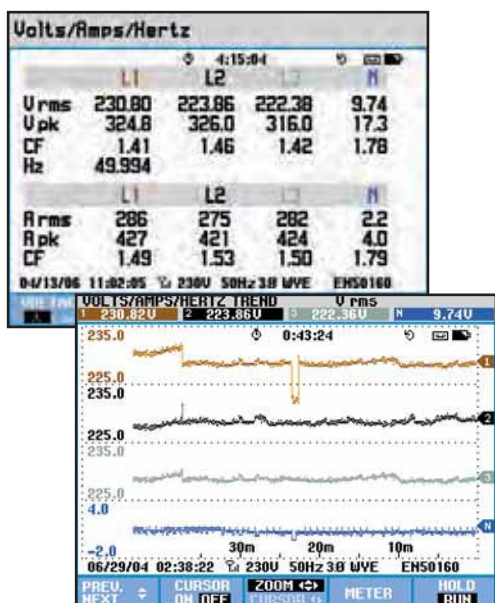 Volts/Amps/Hertz
4:15:04
L1 L2 L3 N
Vrms 230.80 223.86 222.38 9.74
Vpk 324.8 326.0 316.0 17.3
CF 1.41 1.46 1.42 1.78
Hz 49.994
L1 L2 L3 N
Arms 286 275 282 2.2
Apk 427 421 424 4.0
CF 1.49 1.53 1.50 1.79
04/13/06 11:02:05 230V 50Hz 3Ø WYE EN50160
VOLTS/AMPS/HERTZ TREND V rms
1 230.82V 2 223.86V 3 222.36V N 9.74V
235.0 0:43:24
1
225.0
235.0
2
225.0
235.0
3
225.0
4.0
N
-2.0 30m 20m 10m
06/29/04 02:38:22 230V 50Hz 3Ø WYE EN50160
PREV. NEXT CURSOR ON OFF ZOOM CURSOR METER HOLD RUN